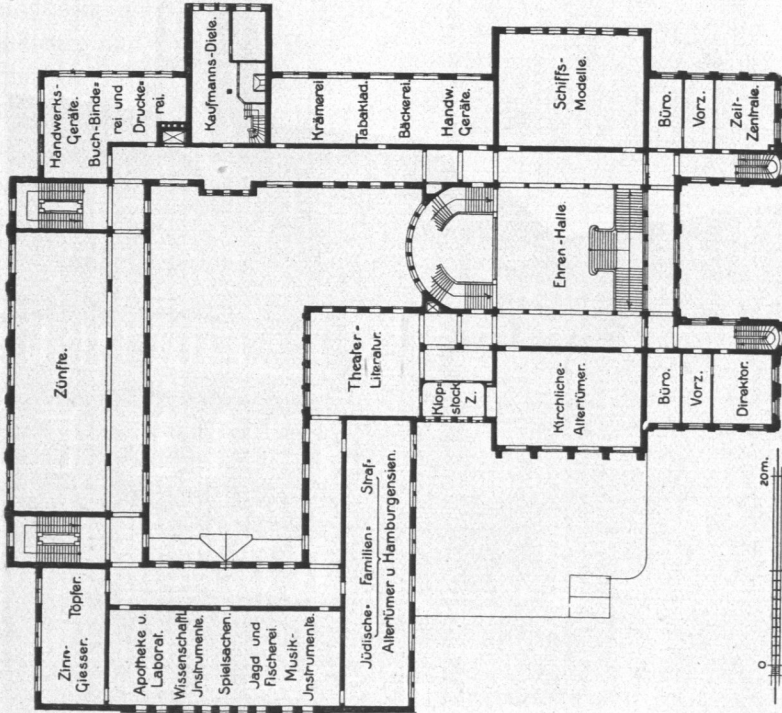 Handwerks-
Geräte.
Buch-Binde-
rei und
Drucke-
rei.
Kaufmanns-Diele.
Krämerei
Tabaklad.
Bäckerei.
Handw.
Geräte.
Schiffs-
Modelle.
Büro.
Vorz.
Zeit-
Zentrale.
Zünfte.
Ehren-Halle.
Theater-
Literatur.
Klop-
stock
Z.
Kirchliche-
Altertümer.
Büro.
Vorz.
Direktor.
Zinn-
Giesser.
Töpfer.
Apotheke u.
Laborat.
Wissenschaftl.
Jnstrumente.
Spielsachen.
Jagd und
Fischerei.
Musik-
Jnstrumente.
Jüdische- Familien- Straf-
Altertümer u Hamburgensien.
0 20m.